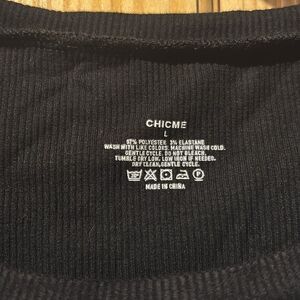 CHICME
L
97% POLYESTER 3% ELASTANE
WASH WITH LIKE COLORS. MACHINE WASH COLD.
GENTLE CYCLE. DO NOT BLEACH.
TUMBLE DRY LOW. LOW IRON IF NEEDED.
DRY CLEAN,GENTLE CYCLE.
P
MADE IN CHINA